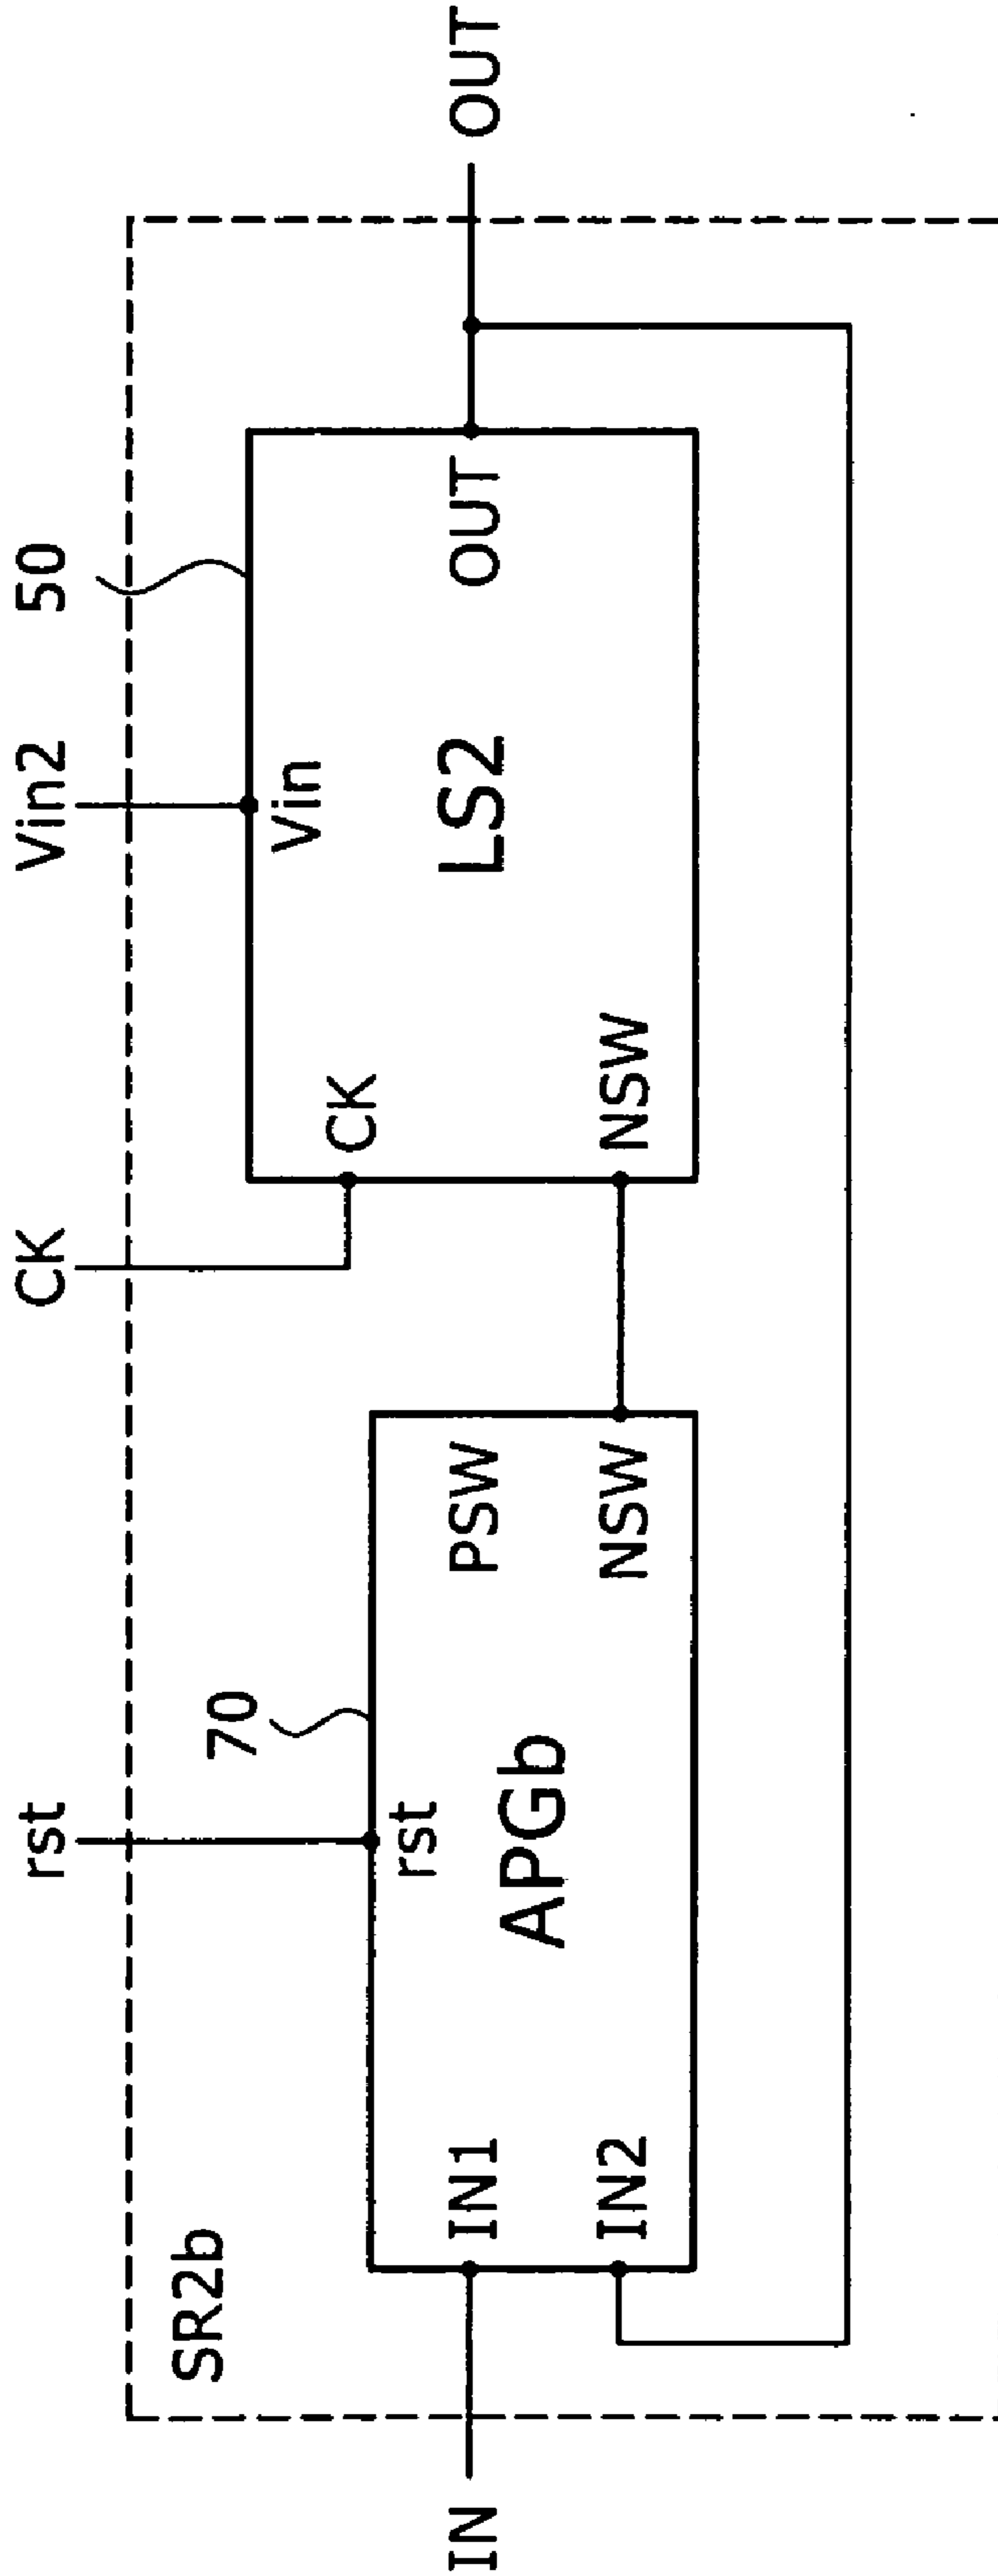 rst
CK
Vin2
50
SR2b
70
rst
CK
Vin
IN
IN1
PSW
OUT
OUT
APGb
LS2
IN2
NSW
NSW